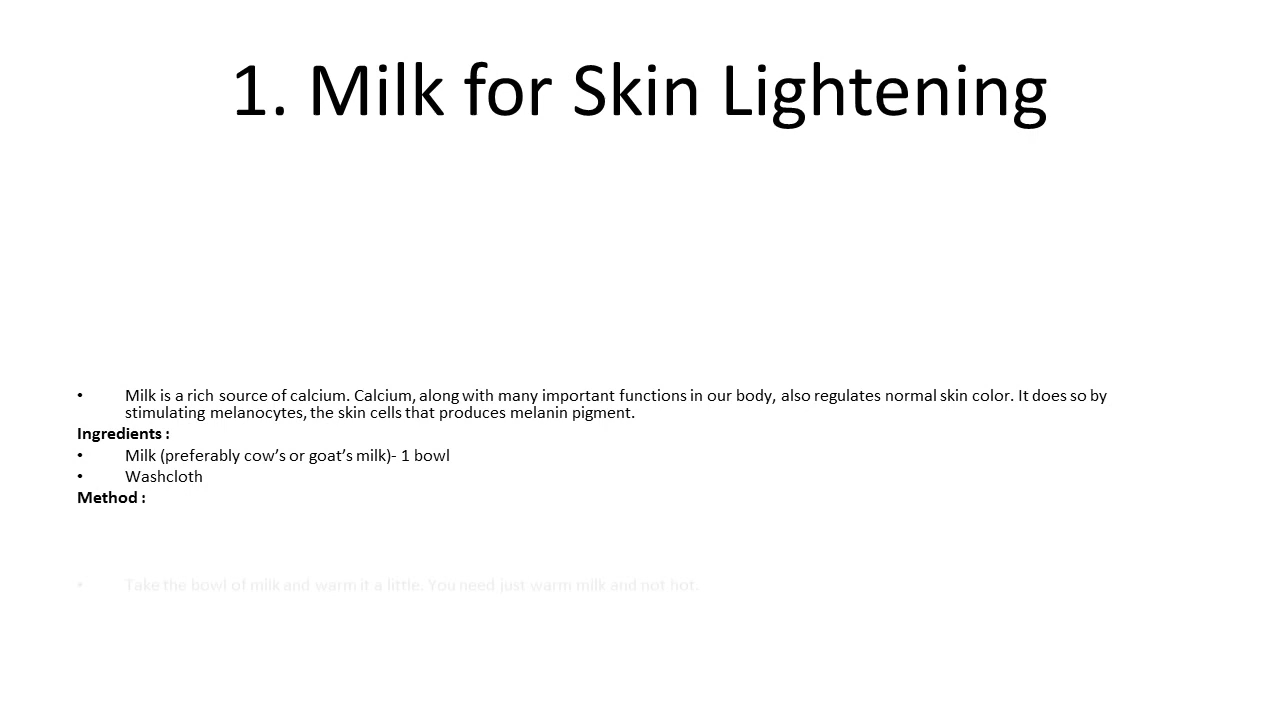 1. Milk for Skin Lightening
• Milk is a rich source of calcium. Calcium, along with many important functions in our body, also regulates normal skin color. It does so by
stimulating melanocytes, the skin cells that produces melanin pigment.
Ingredients :
• Milk (preferably cow’s or goat’s milk)- 1 bowl
• Washcloth
Method :
• Take the bowl of milk and warm it a little. You need just warm milk and not hot.